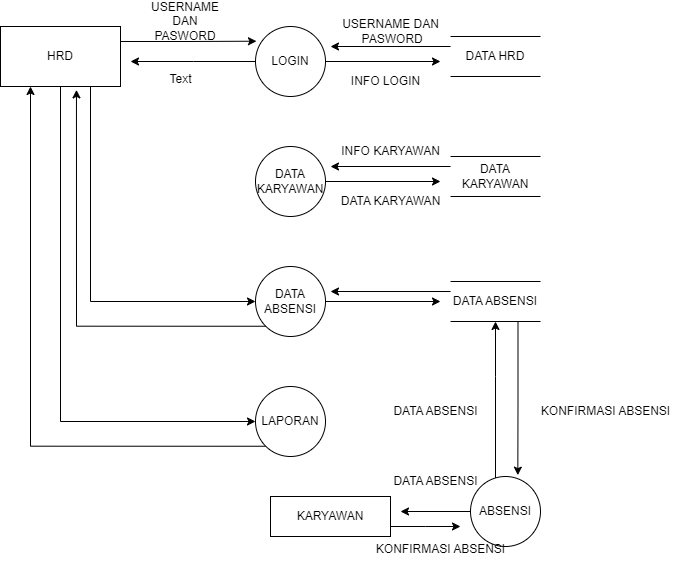 USERNAME
DAN
PASWORD
HRD
LOGIN
Text
USERNAME DAN
PASWORD
DATA HRD
INFO LOGIN
INFO KARYAWAN
DATA
KARYAWAN
DATA
KARYAWAN
DATA KARYAWAN
DATA
ABSENSI
DATA ABSENSI
LAPORAN
DATA ABSENSI
KONFIRMASI ABSENSI
DATA ABSENSI
KARYAWAN
ABSENSI
KONFIRMASI ABSENSI